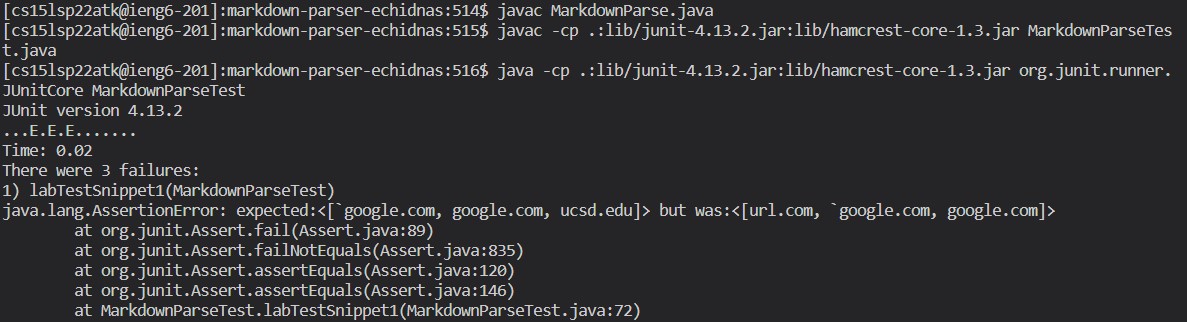 [cs15lsp22atk@ieng6-201]:markdown-parser-echidnas:514$ javac MarkdownParse.java
[cs15lsp22atk@ieng6-201]:markdown-parser-echidnas:515$ javac -cp .:lib/junit-4.13.2.jar:lib/hamcrest-core-1.3.jar MarkdownParseTes
t.java
[cs15lsp22atk@ieng6-201]:markdown-parser-echidnas:516$ java -cp .:lib/junit-4.13.2.jar:lib/hamcrest-core-1.3.jar org.junit.runner.
JUnitCore MarkdownParseTest
JUnit version 4.13.2
...E.E.E.......
Time: 0.02
There were 3 failures:
1) labTestSnippet1(MarkdownParseTest)
java.lang.AssertionError: expected:<[`google.com, google.com, ucsd.edu]> but was:<[url.com, `google.com, google.com]>
        at org.junit.Assert.fail(Assert.java:89)
        at org.junit.Assert.failNotEquals(Assert.java:835)
        at org.junit.Assert.assertEquals(Assert.java:120)
        at org.junit.Assert.assertEquals(Assert.java:146)
        at MarkdownParseTest.labTestSnippet1(MarkdownParseTest.java:72)